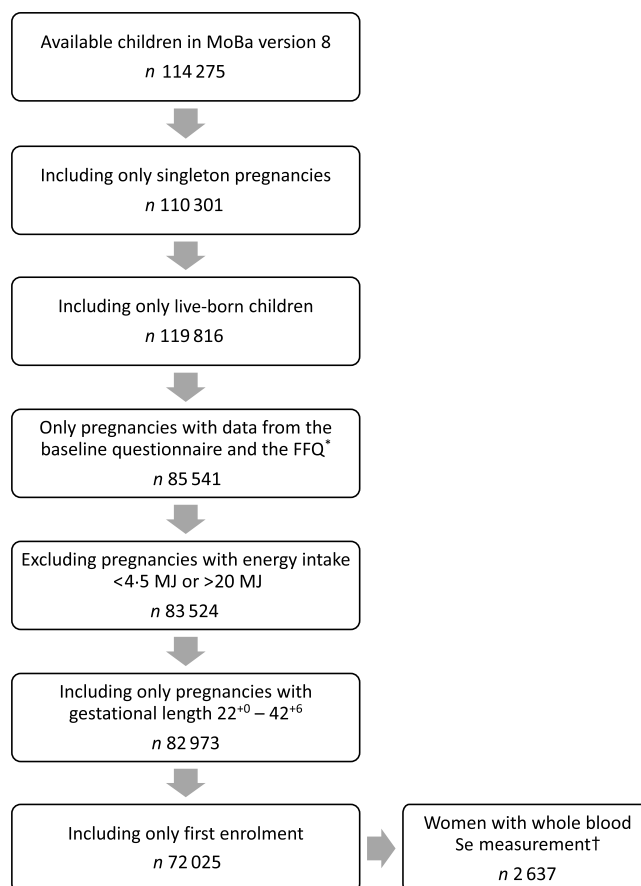 Available children in MoBa version 8
n 114 275
Including only singleton pregnancies
n 110 301
Including only live-born children
n 119 816
Only pregnancies with data from the
baseline questionnaire and the FFQ*
n 85 541
Excluding pregnancies with energy intake
<4·5 MJ or >20 MJ
n 83 524
Including only pregnancies with
gestational length 22⁺⁰ – 42⁺⁶
n 82 973
Including only first enrolment
n 72 025
Women with whole blood
Se measurement†
n 2 637